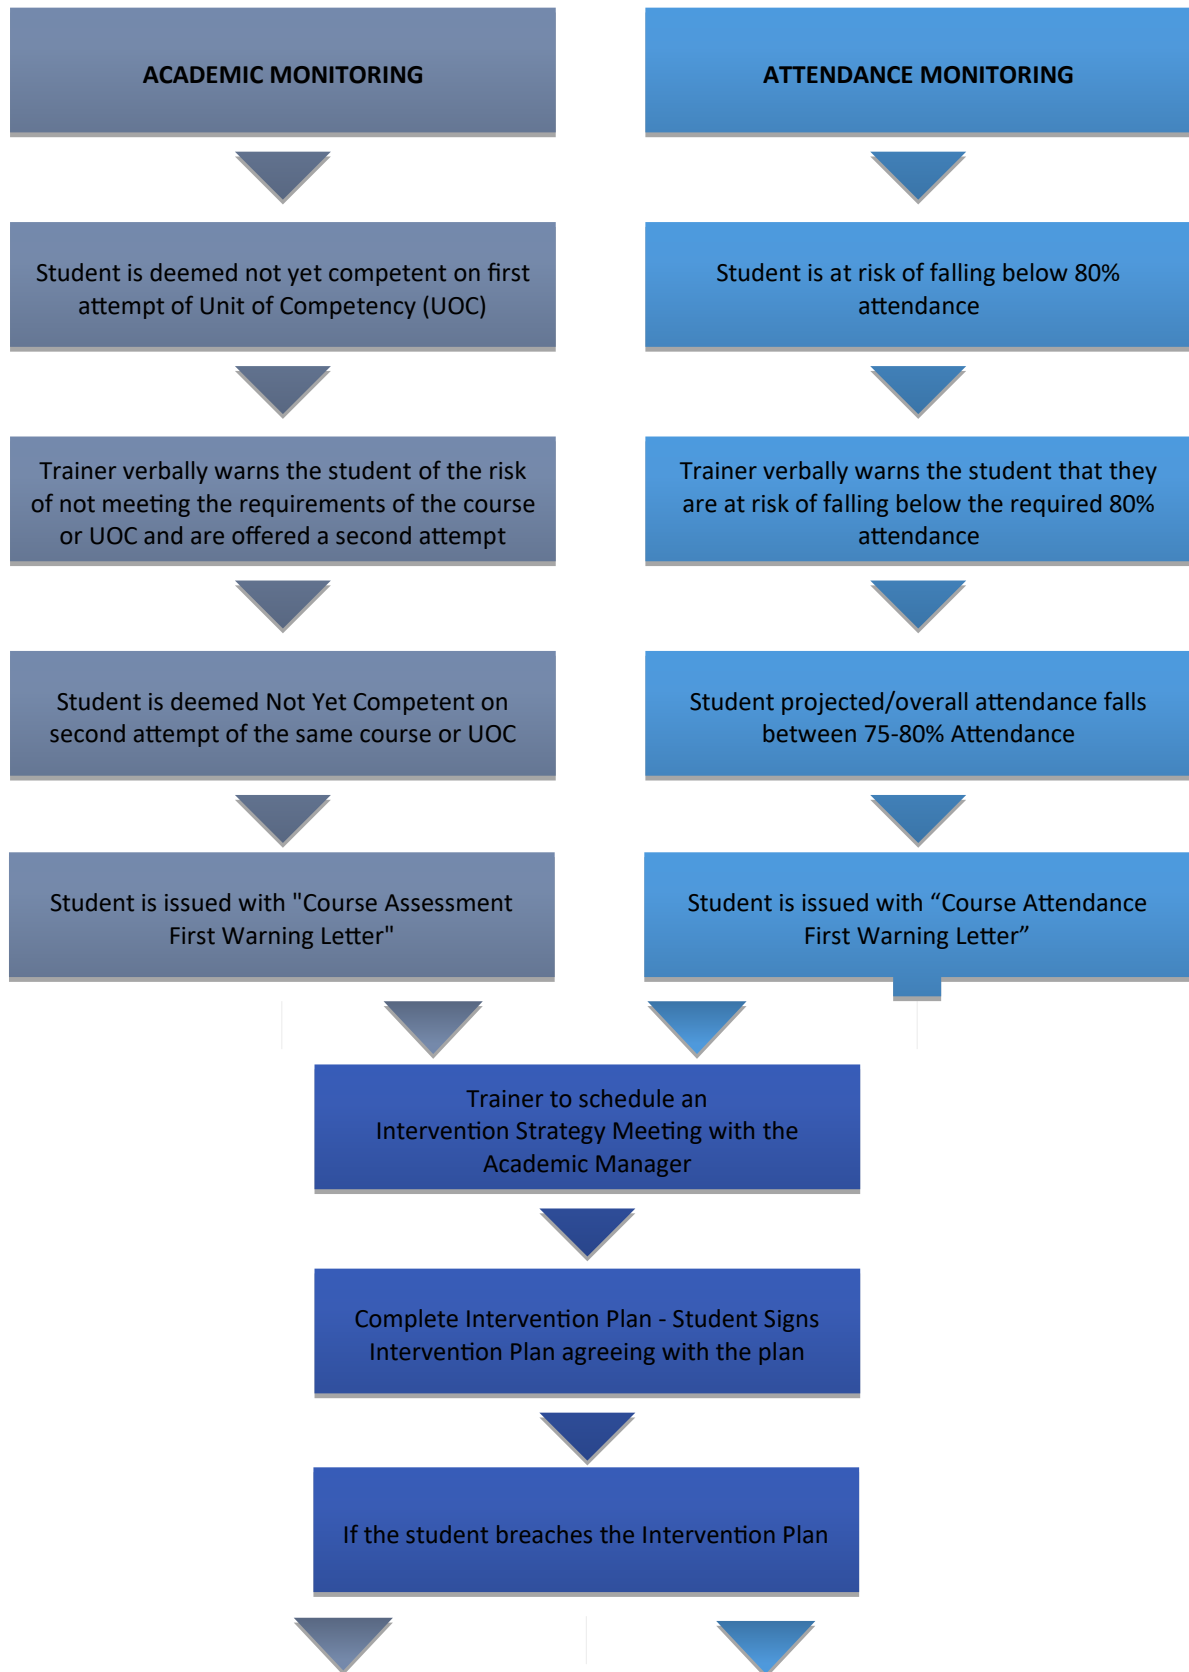 ACADEMIC MONITORING
Student is deemed not yet competent on first
attempt of Unit of Competency (UOC)
Trainer verbally warns the student of the risk
of not meeting the requirements of the course
or UOC and are offered a second attempt
Student is deemed Not Yet Competent on
second attempt of the same course or UOC
Student is issued with "Course Assessment
First Warning Letter"
ATTENDANCE MONITORING
Student is at risk of falling below 80%
attendance
Trainer verbally warns the student that they
are at risk of falling below the required 80%
attendance
Student projected/overall attendance falls
between 75-80% Attendance
Student is issued with “Course Attendance
First Warning Letter”
Trainer to schedule an
Intervention Strategy Meeting with the
Academic Manager
Complete Intervention Plan - Student Signs
Intervention Plan agreeing with the plan
If the student breaches the Intervention Plan